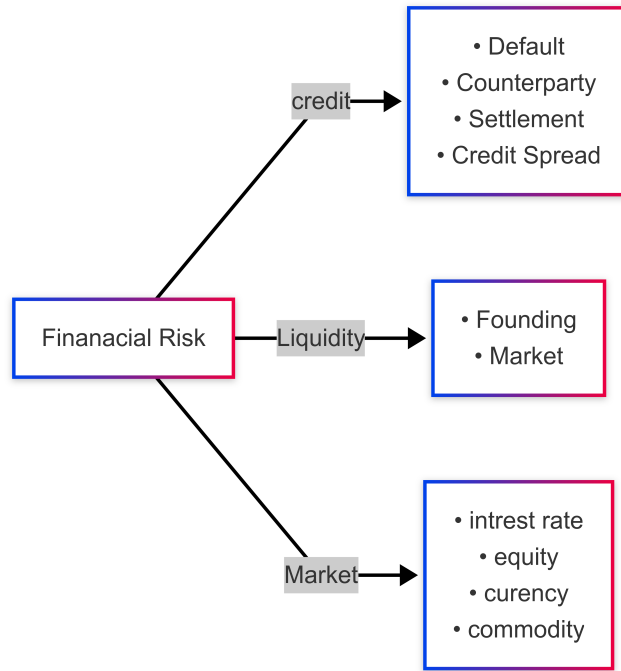 credit
• Default
• Counterparty
• Settlement
• Credit Spread
Finanacial Risk
Liquidity
• Founding
• Market
Market
• intrest rate
• equity
• curency
• commodity